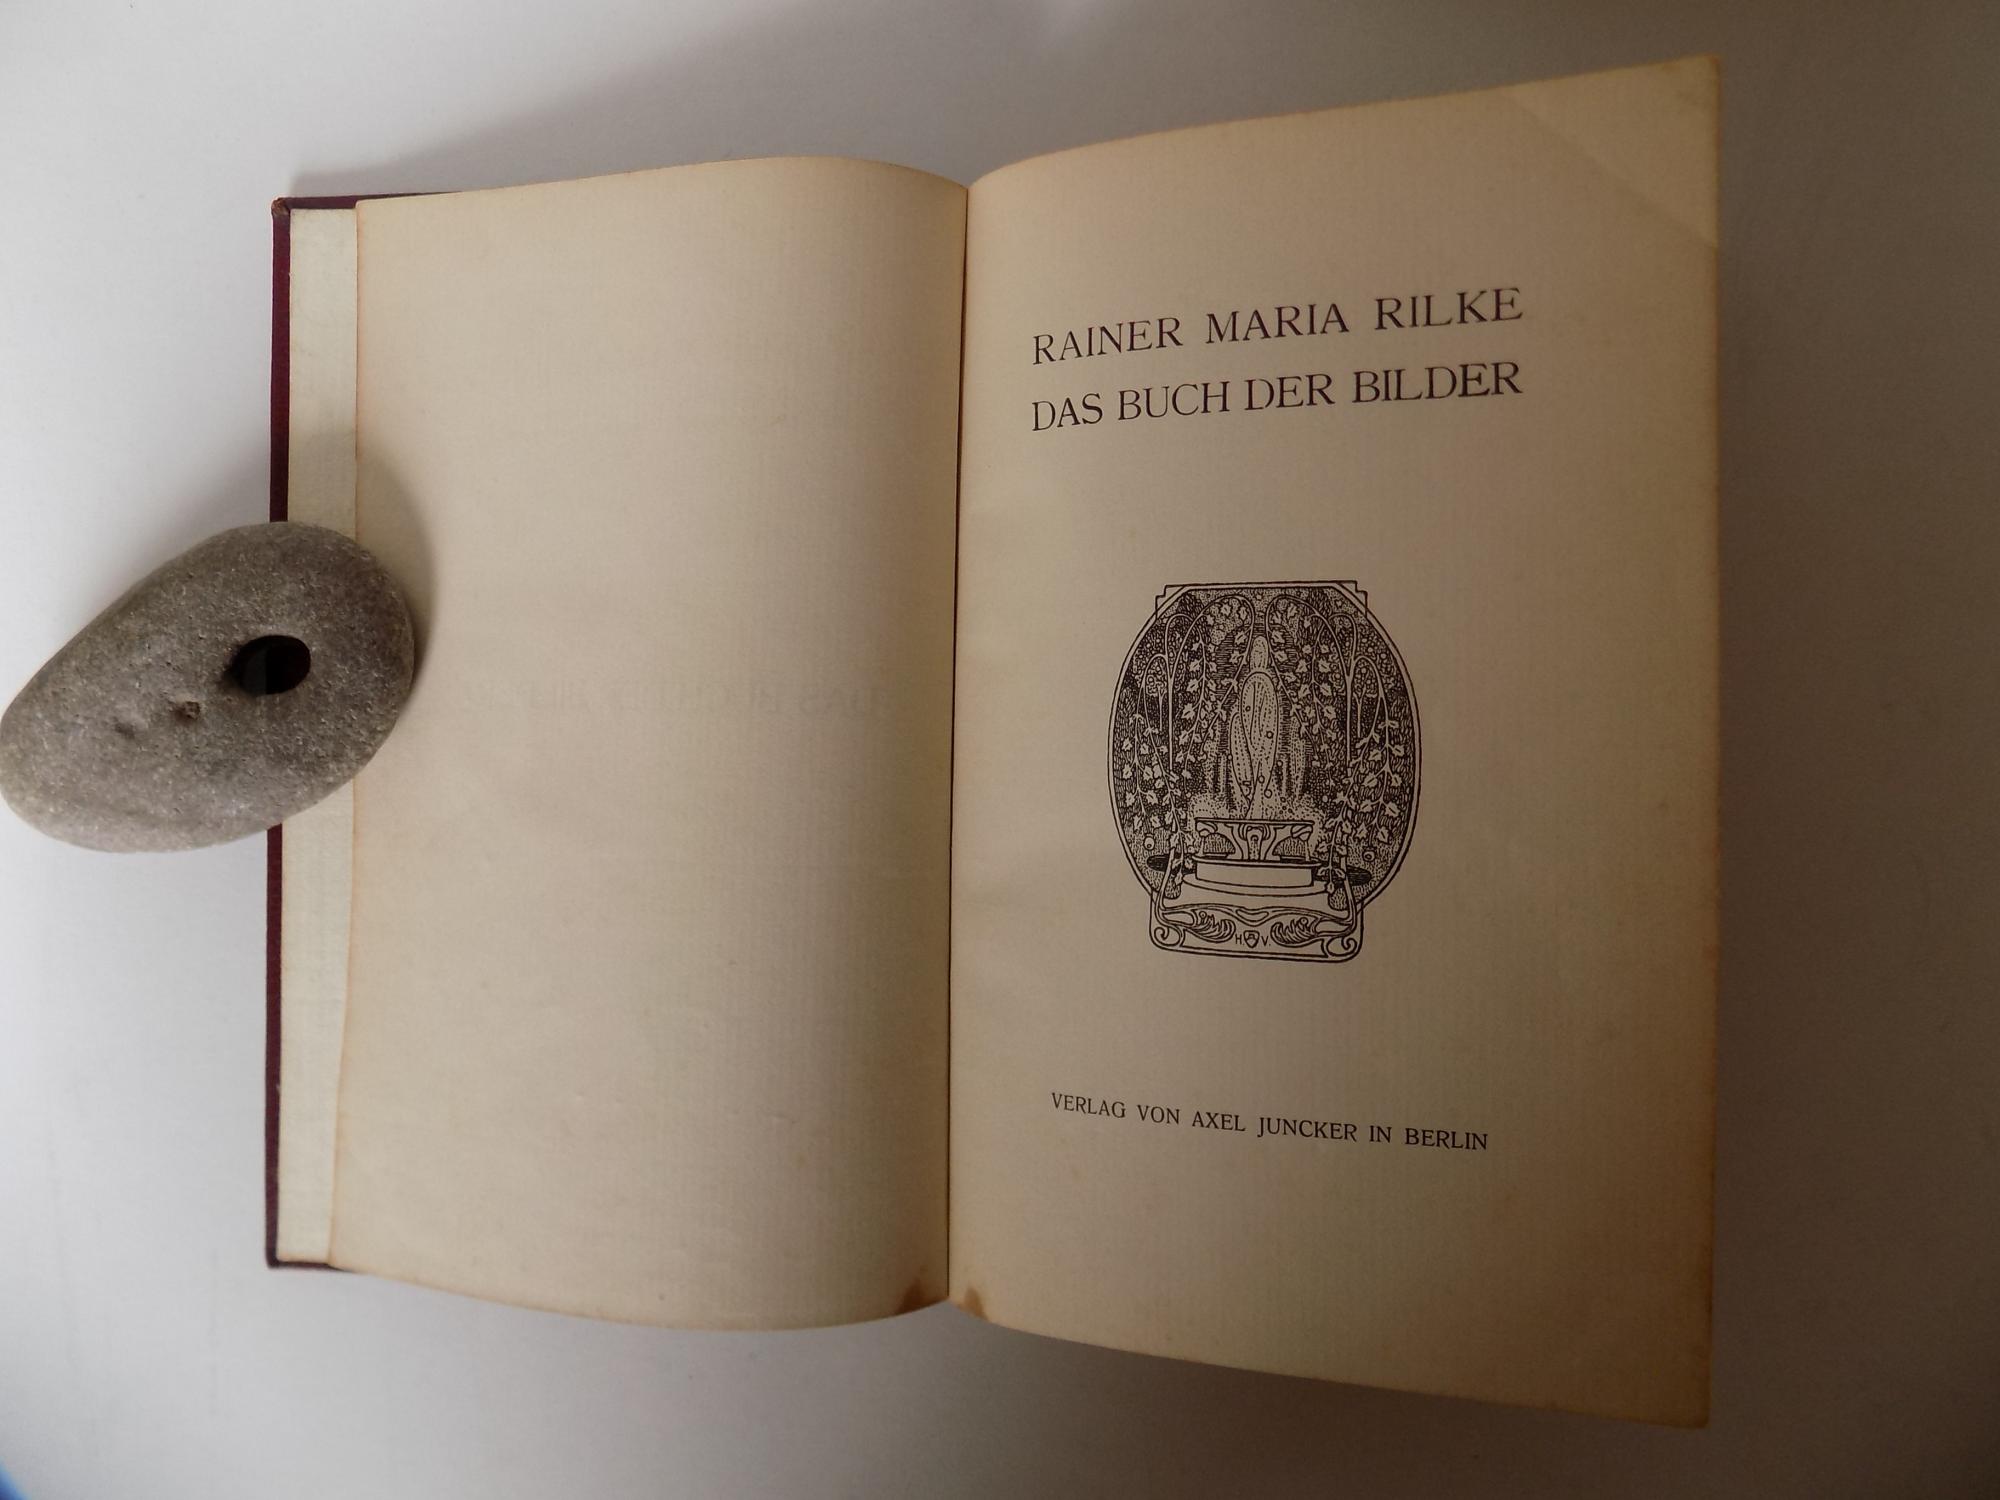 RAINER MARIA RILKE
DAS BUCH DER BILDER
H. V.
VERLAG VON AXEL JUNCKER IN BERLIN